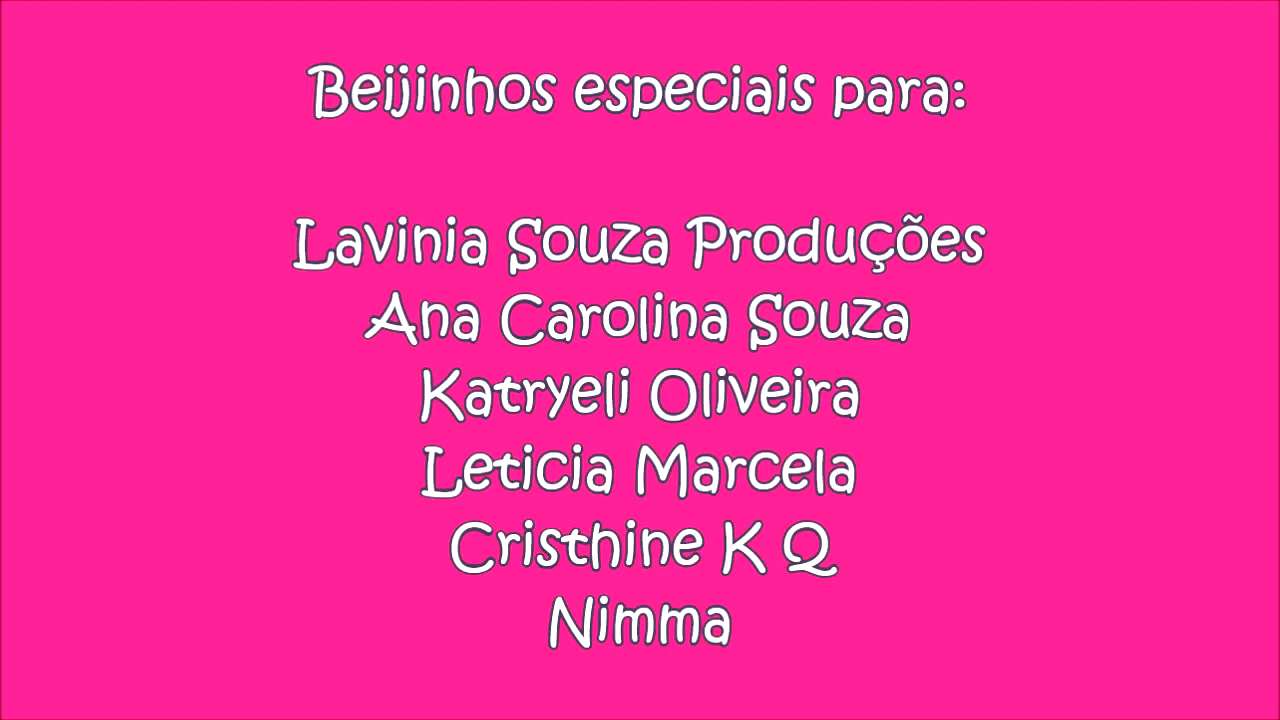 Beijinhos especiais para:
Lavinia Souza Produções
Ana Carolina Souza
Katryeli Oliveira
Leticia Marcela
Cristhine K Q
Nimma